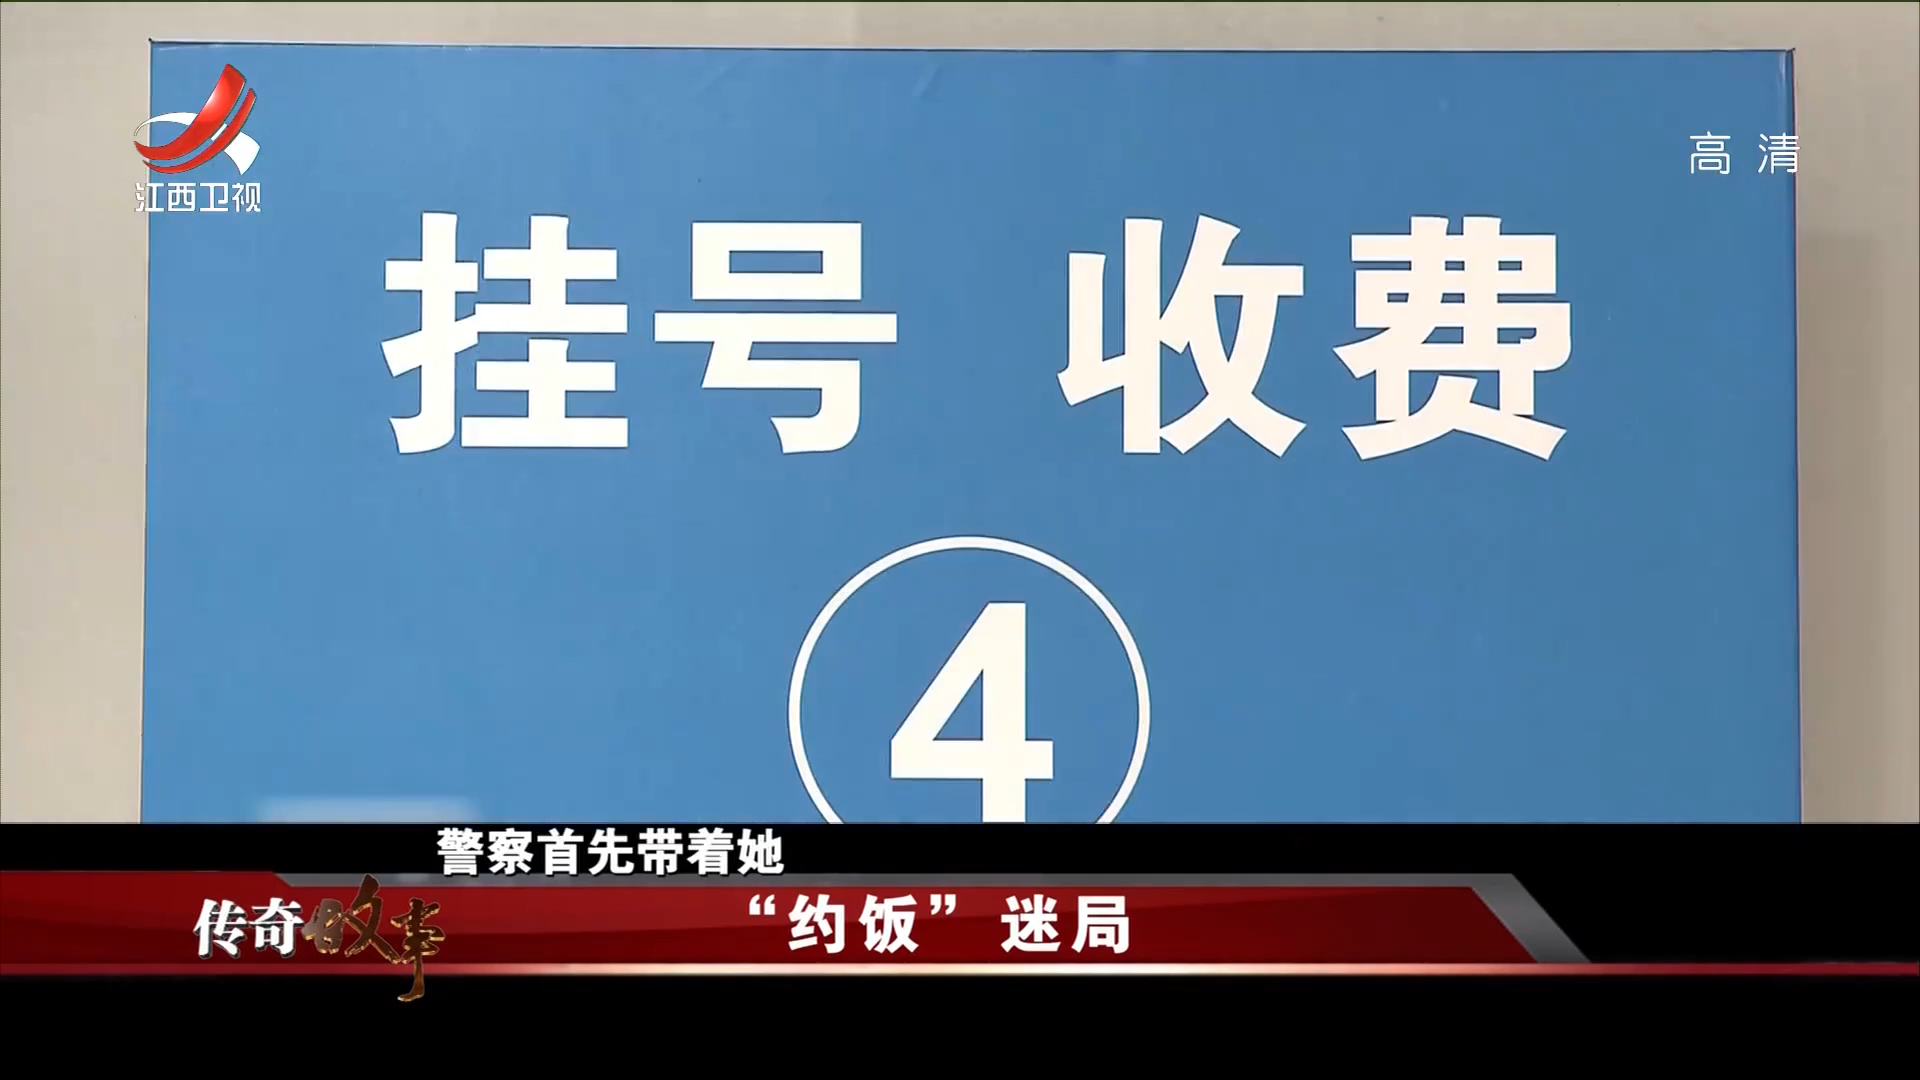 江西卫视
高清
挂号 收费
4
警察首先带着她
传奇故事
“约饭”迷局